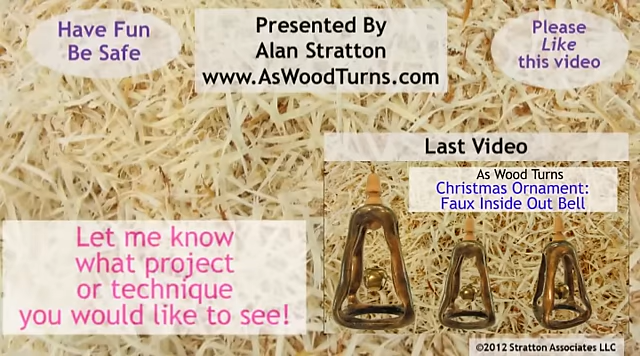 Have Fun
Be Safe
Presented By
Alan Stratton
www.AsWoodTurns.com
Please
Like
this video
Last Video
As Wood Turns
Christmas Ornament:
Faux Inside Out Bell
Let me know
what project
or technique
you would like to see!
©2012 Stratton Associates LLC